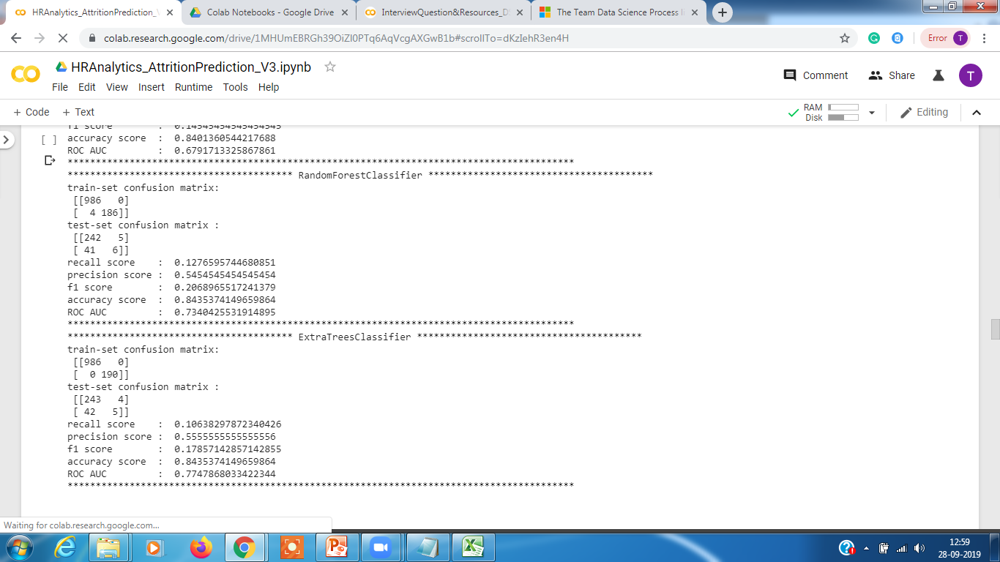 HRAnalytics_AttritionPrediction_V
Colab Notebooks - Google Drive
InterviewQuestion&Resources_D
The Team Data Science Process li
colab.research.google.com/drive/1MHUmEBRGh39OiZl0PTq6AqVcgAXGwB1b#scrollTo=dKzIehR3en4H
Error T
HRAnalytics_AttritionPrediction_V3.ipynb
Comment
Share
T
File Edit View Insert Runtime Tools Help
+ Code + Text
RAM
Disk
Editing
f1 score : 0.14545454545454545
[ ] accuracy score : 0.8401360544217688
ROC AUC : 0.6791713325867861
******************************************************************************************
**************************************** RandomForestClassifier ****************************************
train-set confusion matrix:
[[986 0]
[ 4 186]]
test-set confusion matrix :
[[242 5]
[ 41 6]]
recall score : 0.1276595744680851
precision score : 0.5454545454545454
f1 score : 0.2068965517241379
accuracy score : 0.8435374149659864
ROC AUC : 0.7340425531914895
******************************************************************************************
**************************************** ExtraTreesClassifier ****************************************
train-set confusion matrix:
[[986 0]
[ 0 190]]
test-set confusion matrix :
[[243 4]
[ 42 5]]
recall score : 0.10638297872340426
precision score : 0.5555555555555556
f1 score : 0.17857142857142855
accuracy score : 0.8435374149659864
ROC AUC : 0.7747868033422344
******************************************************************************************
Waiting for colab.research.google.com...
12:59
28-09-2019